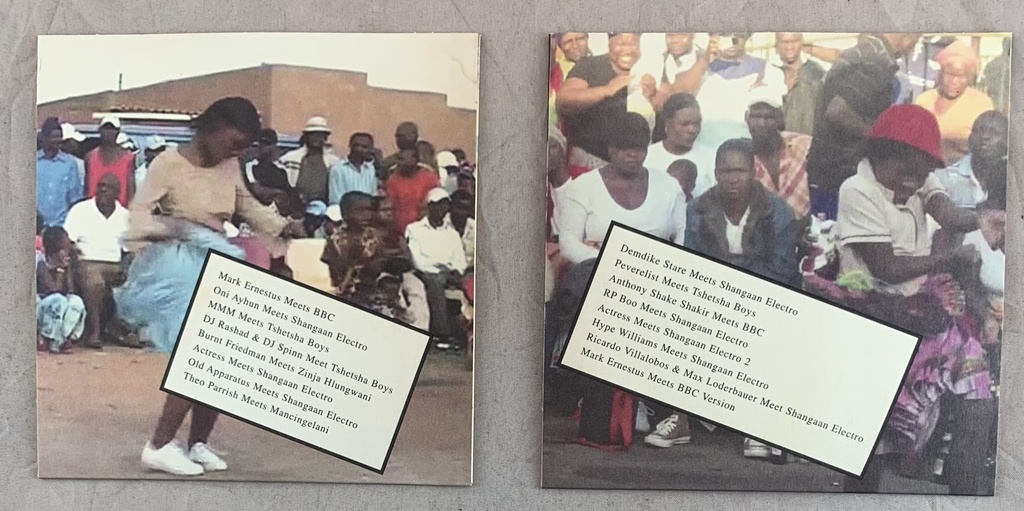 Mark Ernestus Meets BBC
Oni Ayhun Meets Shangaan Electro
MMM Meets Tshetsha Boys
DJ Rashad & DJ Spinn Meet Tshetsha Boys
Burnt Friedman Meets Zinja Hlungwani
Actress Meets Shangaan Electro
Old Apparatus Meets Shangaan Electro
Theo Parrish Meets Mancingelani
Demdike Stare Meets Shangaan Electro
Peverelist Meets Tshetsha Boys
Anthony Shake Shakir Meets BBC
RP Boo Meets Shangaan Electro
Actress Meets Shangaan Electro 2
Hype Williams Meets Shangaan Electro
Ricardo Villalobos & Max Loderbauer Meet Shangaan Electro
Mark Ernestus Meets BBC Version